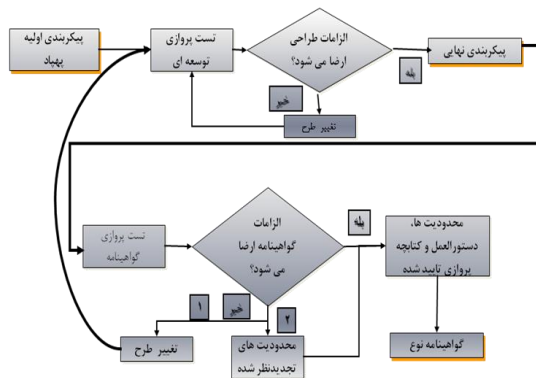 پیکربندی اولیه
پهپاد
تست پروازی
توسعه ای
الزامات طراحی
ارضا می شود؟
پیکربندی نهایی
بله
خیر
تغییر طرح
تست پروازی
گواهینامه
الزامات
گواهینامه ارضا
می شود؟
بله
محدودیت ها،
دستورالعمل و کتابچه
پروازی تایید شده
۱
خیر
۲
تغییر طرح
محدودیت های
تجدیدنظر شده
گواهینامه نوع